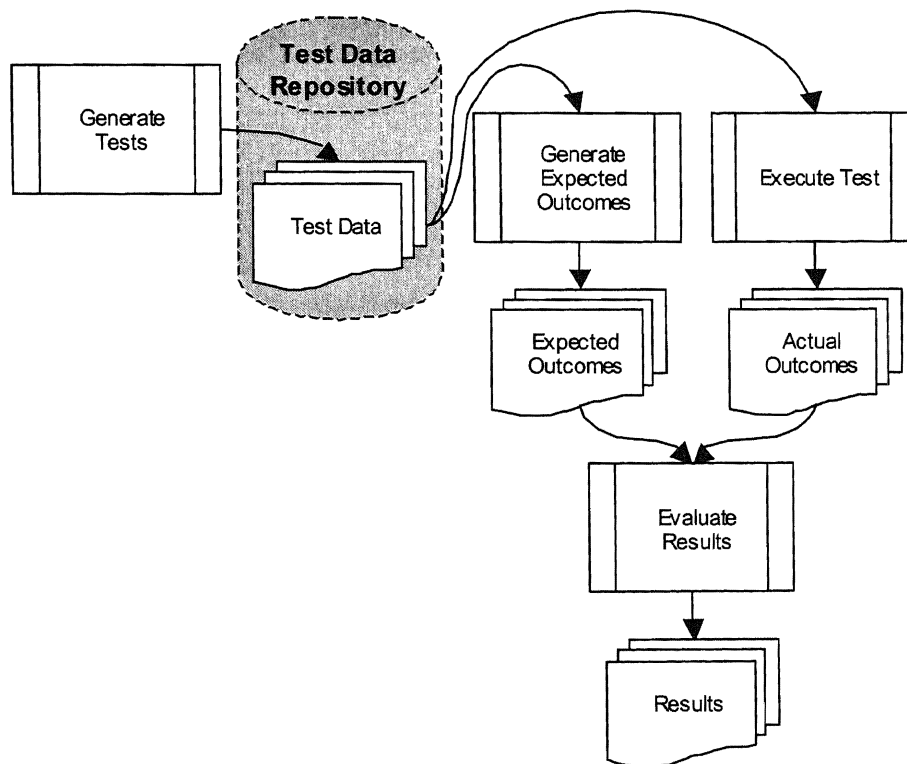 Test Data
Repository
Generate
Tests
Test Data
Generate
Expected
Outcomes
Execute Test
Expected
Outcomes
Actual
Outcomes
Evaluate
Results
Results